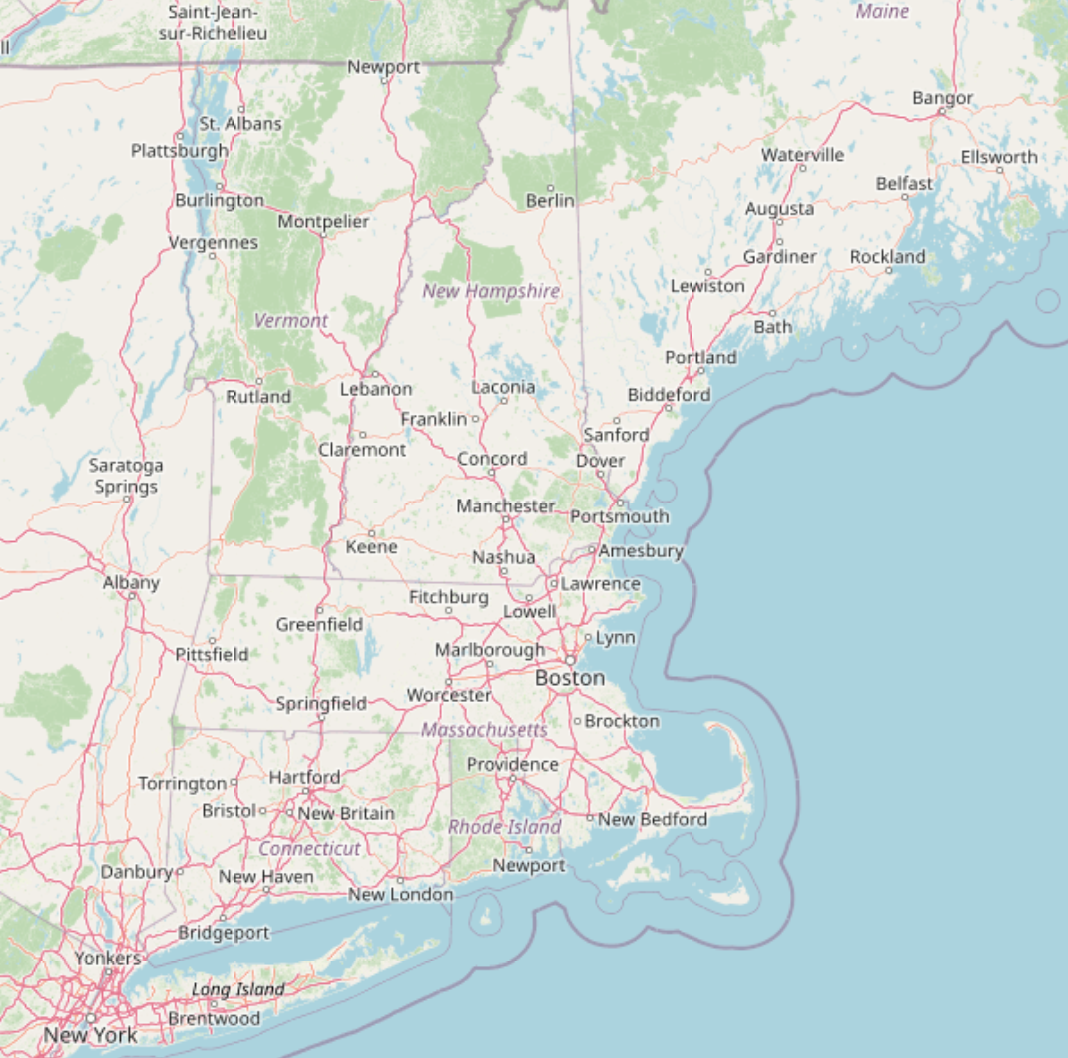 Saint-Jean-
sur-Richelieu
Maine
ll
Newport
Bangor
St. Albans
Plattsburgh
Waterville
Ellsworth
Burlington
Berlin
Belfast
Montpelier
Augusta
Vergennes
Gardiner
Rockland
Lewiston
New Hampshire
Vermont
Bath
Portland
Rutland
Lebanon
Laconia
Biddeford
Franklin
Sanford
Claremont
Concord
Dover
Saratoga
Springs
Manchester
Portsmouth
Keene
Nashua
Amesbury
Albany
Lawrence
Fitchburg
Lowell
Greenfield
Lynn
Pittsfield
Marlborough
Boston
Worcester
Springfield
Brockton
Massachusetts
Providence
Hartford
Torrington
Bristol
New Britain
New Bedford
Rhode Island
Connecticut
Newport
Danbury
New Haven
New London
Bridgeport
Yonkers
Long Island
Brentwood
New York